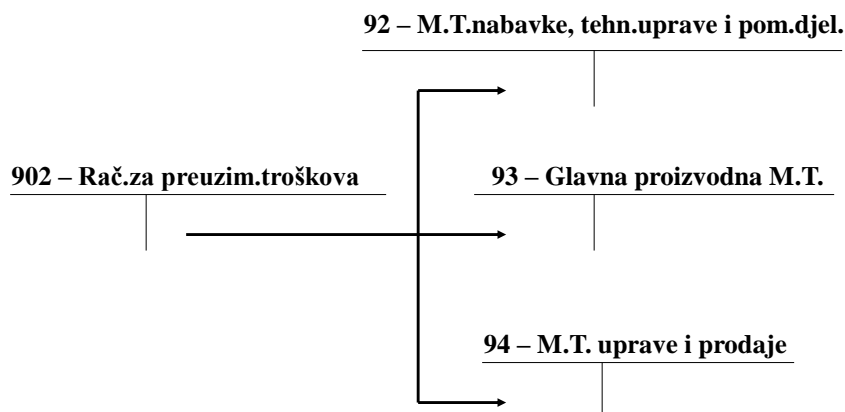 92 – M.T.nabavke, tehn.uprave i pom.djel.
902 – Rač.za preuzim.troškova
93 – Glavna proizvodna M.T.
94 – M.T. uprave i prodaje